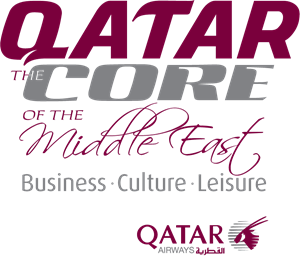 QATAR
THE CORE
OF THE
Middle East
Business · Culture · Leisure
QATAR
AIRWAYS القطرية